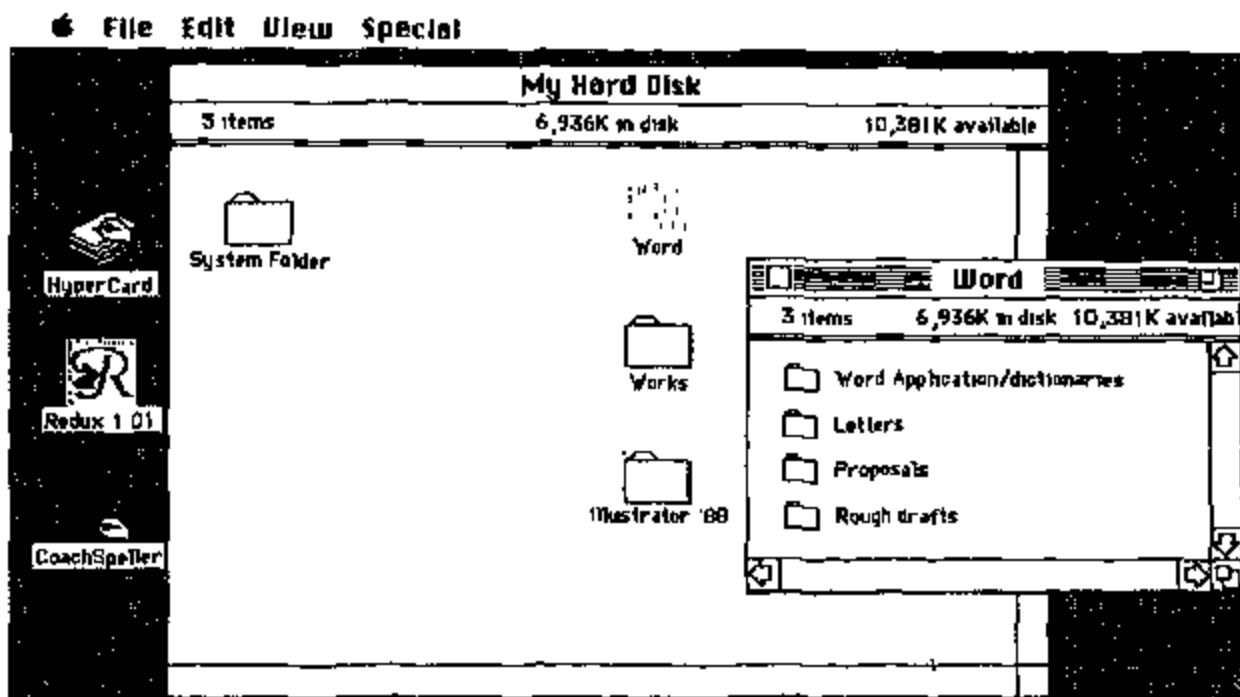 File Edit View Special
My Hard Disk
3 items 6,936K in disk 10,381K available
System Folder
Word
HyperCard
Works
Redux 1.01
Illustrator '88
CoachSpeller
Word
3 items 6,936K in disk 10,381K availab
Word Application/dictionaries
Letters
Proposals
Rough drafts